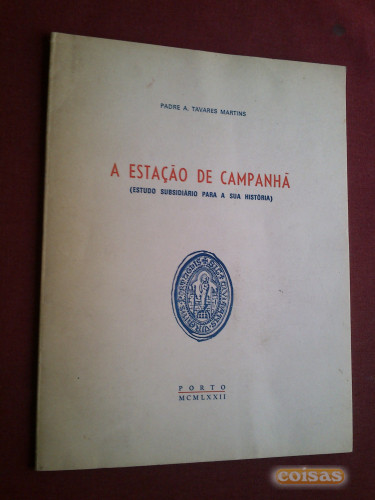 PADRE A. TAVARES MARTINS
A ESTAÇÃO DE CAMPANHÃ
(ESTUDO SUBSIDIÁRIO PARA A SUA HISTÓRIA)
PORTO
MCMLXXII
coisas